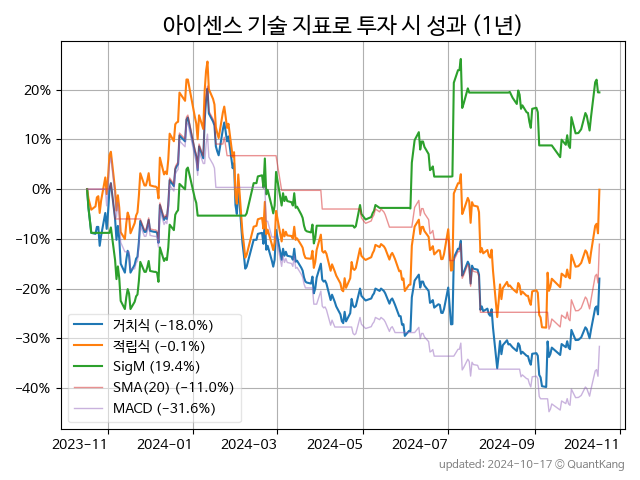 아이센스 기술 지표로 투자 시 성과 (1년)
20%
10%
0%
−10%
−20%
−30%
−40%
거치식 (−18.0%)
적립식 (−0.1%)
SigM (19.4%)
SMA(20) (−11.0%)
MACD (−31.6%)
2023−11 2024−01 2024−03 2024−05 2024−07 2024−09 2024−11
updated: 2024-10-17 © QuantKang